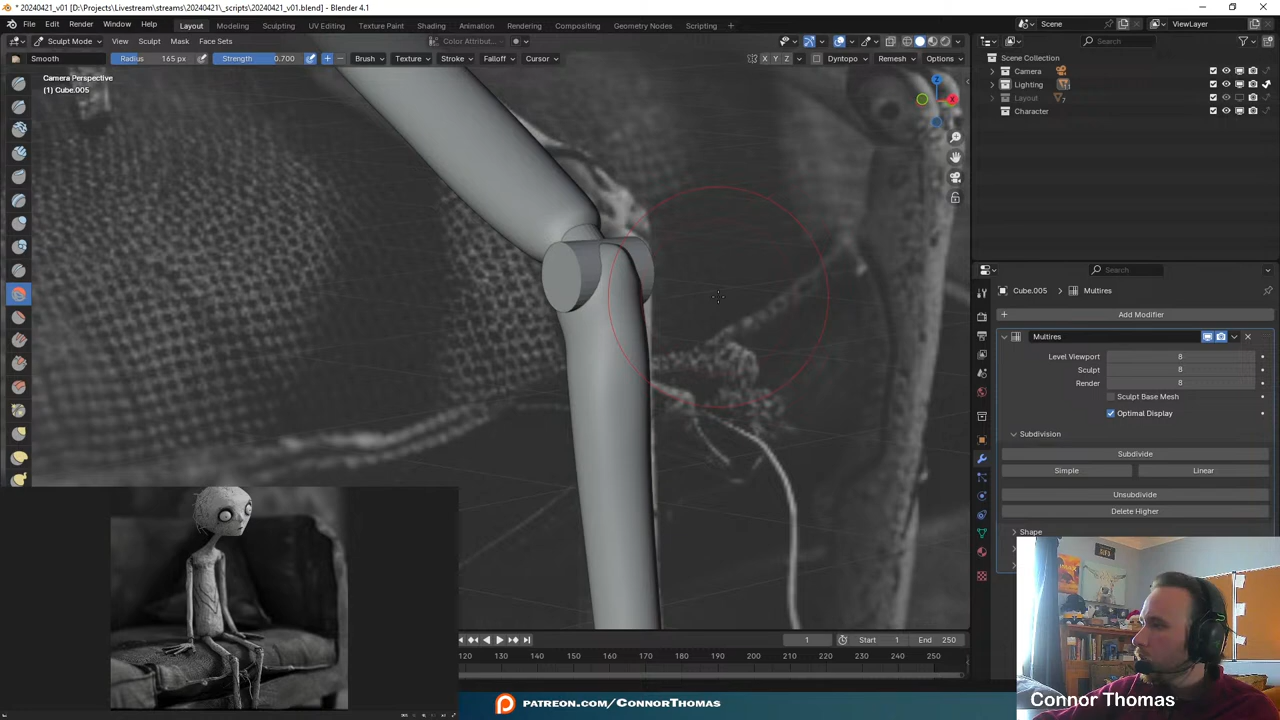 * 20240421_v01 [D:\Projects\Livestream\streams\20240421\_scripts\20240421_v01.blend] - Blender 4.1
File Edit Render Window Help Layout Modeling Sculpting UV Editing Texture Paint Shading Animation Rendering Compositing Geometry Nodes Scripting Scene ViewLayer
Sculpt Mode View Sculpt Mask Face Sets Color Attribut... Search
Smooth Radius 165 px Strength 0.700 Brush Texture Stroke Falloff Cursor X Y Z Dyntopo Remesh Options
Scene Collection
Camera
Lighting
Layout
Character
Camera Perspective
(1) Cube.005
Search
Cube.005 Multires
Add Modifier
Multires
Level Viewport 8
Sculpt 8
Render 8
Sculpt Base Mesh
Optimal Display
Subdivision
Subdivide
Simple Linear
Unsubdivide
Delete Higher
Shape
1 Start 1 End 250
120 130 140 150 160 170 180 190 200 210 220 230 240 250
Connor Thomas
PATREON.COM/CONNORTHOMAS